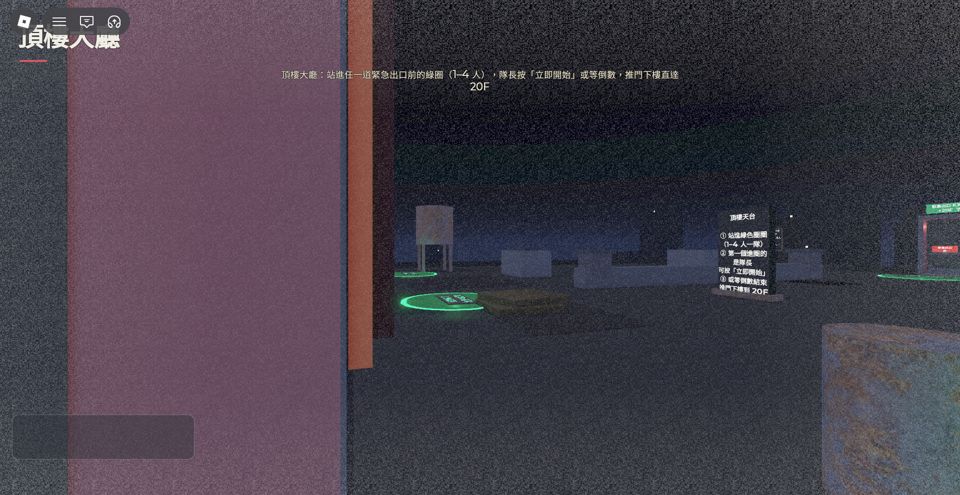 頂樓大廳
頂樓大廳：站進任一道緊急出口前的綠圈（1–4 人），隊長按「立即開始」或等倒數，推門下樓直達
20F
頂樓天台
① 站進綠色圈圈
（1–4 人一隊）
② 第一個進圈的
是隊長
可按「立即開始」
③ 或等倒數結束
推門下樓到 20F